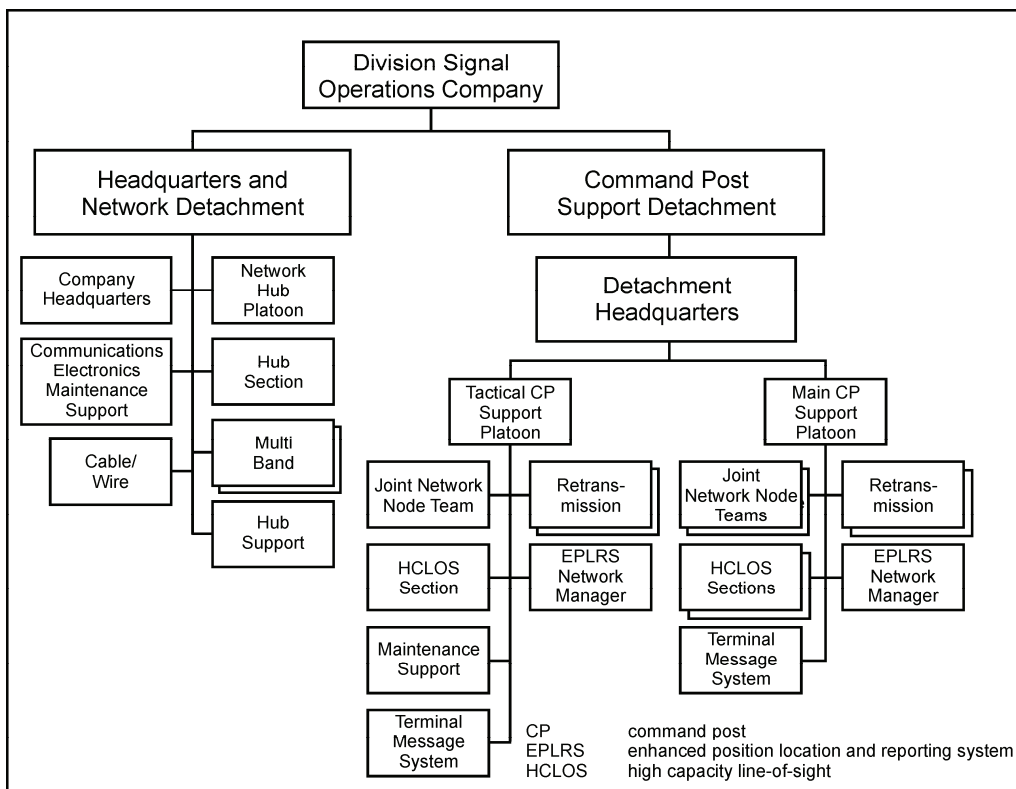 Division Signal
Operations Company
Headquarters and
Network Detachment
Command Post
Support Detachment
Company
Headquarters
Network
Hub
Platoon
Communications
Electronics
Maintenance
Support
Hub
Section
Cable/
Wire
Multi
Band
Hub
Support
Detachment
Headquarters
Tactical CP
Support
Platoon
Main CP
Support
Platoon
Joint Network
Node Team
Retrans-
mission
HCLOS
Section
EPLRS
Network
Manager
Maintenance
Support
Terminal
Message
System
Joint
Network Node
Teams
Retrans-
mission
HCLOS
Sections
EPLRS
Network
Manager
Terminal
Message
System
CP command post
EPLRS enhanced position location and reporting system
HCLOS high capacity line-of-sight